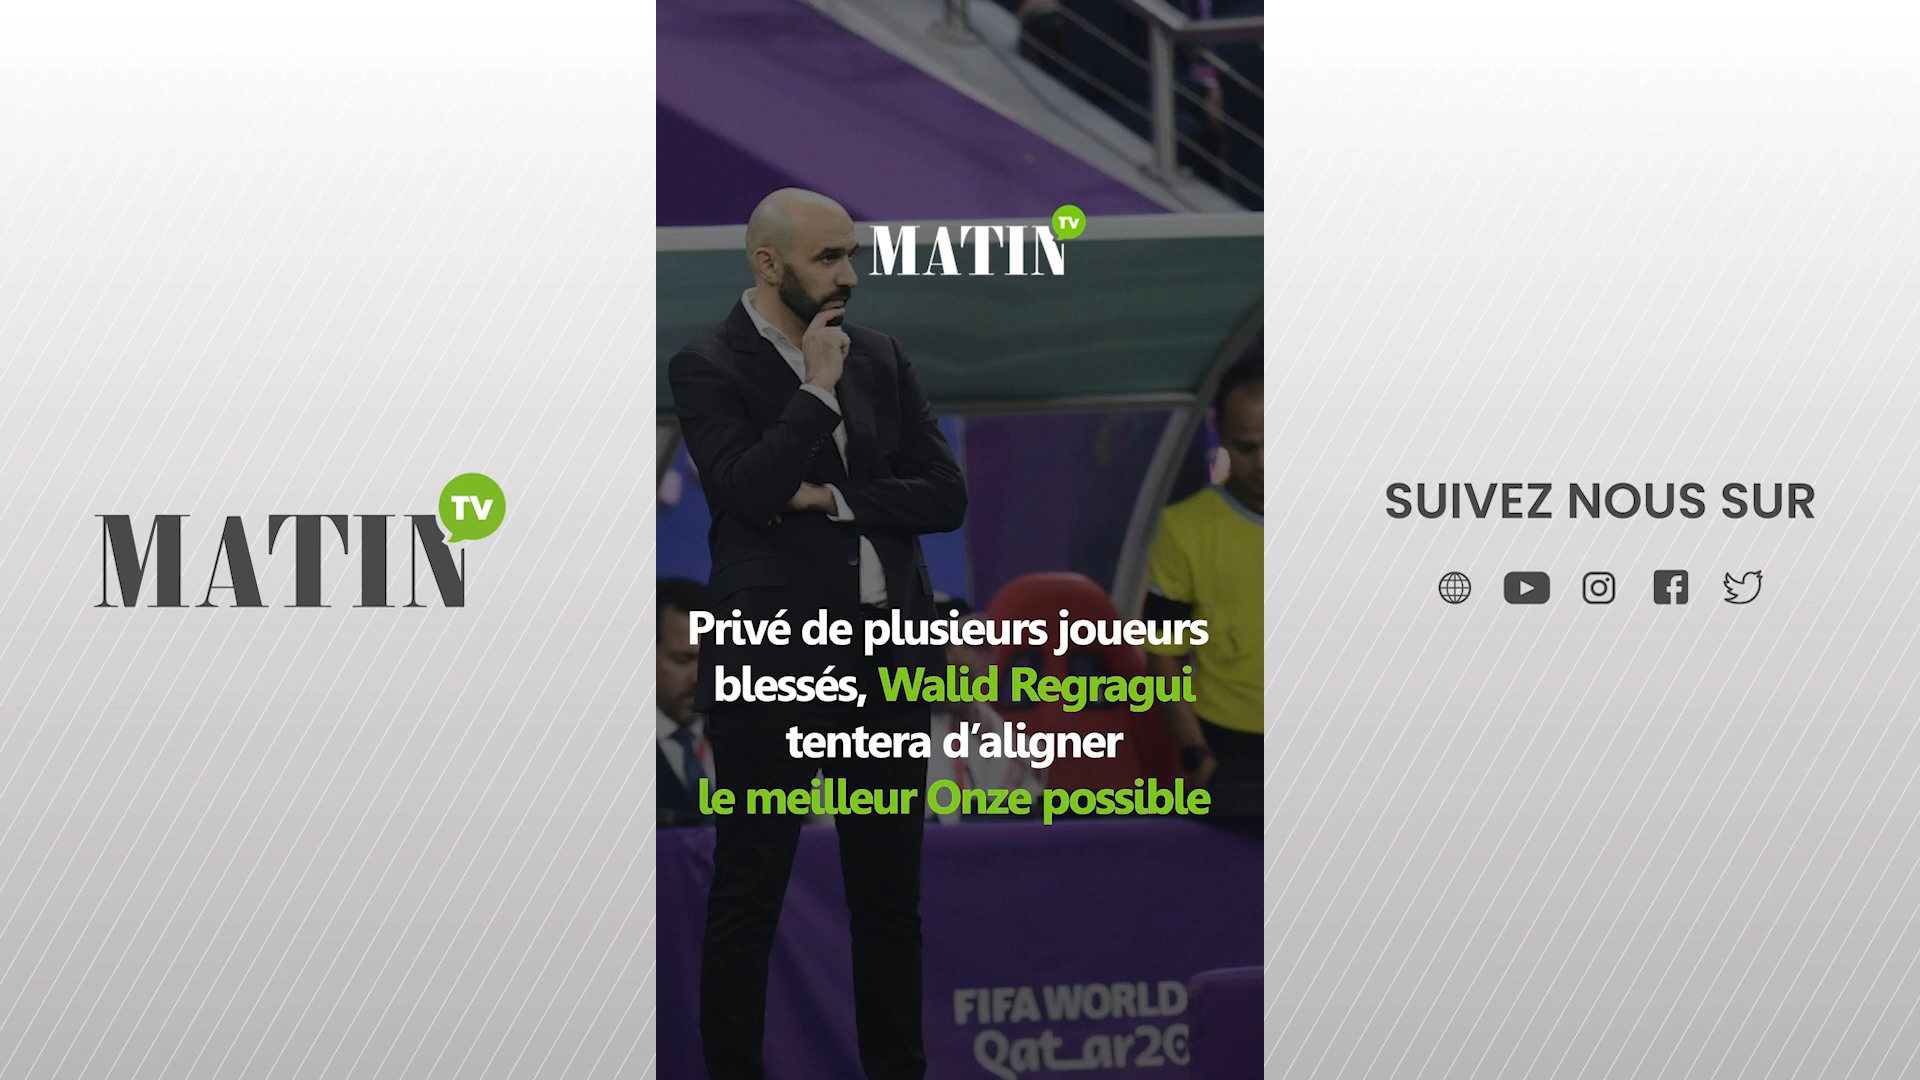 MATIN TV
MATIN TV
Privé de plusieurs joueurs
blessés, Walid Regragui
tentera d’aligner
le meilleur Onze possible
FIFA WORLD
Qatar20
SUIVEZ NOUS SUR